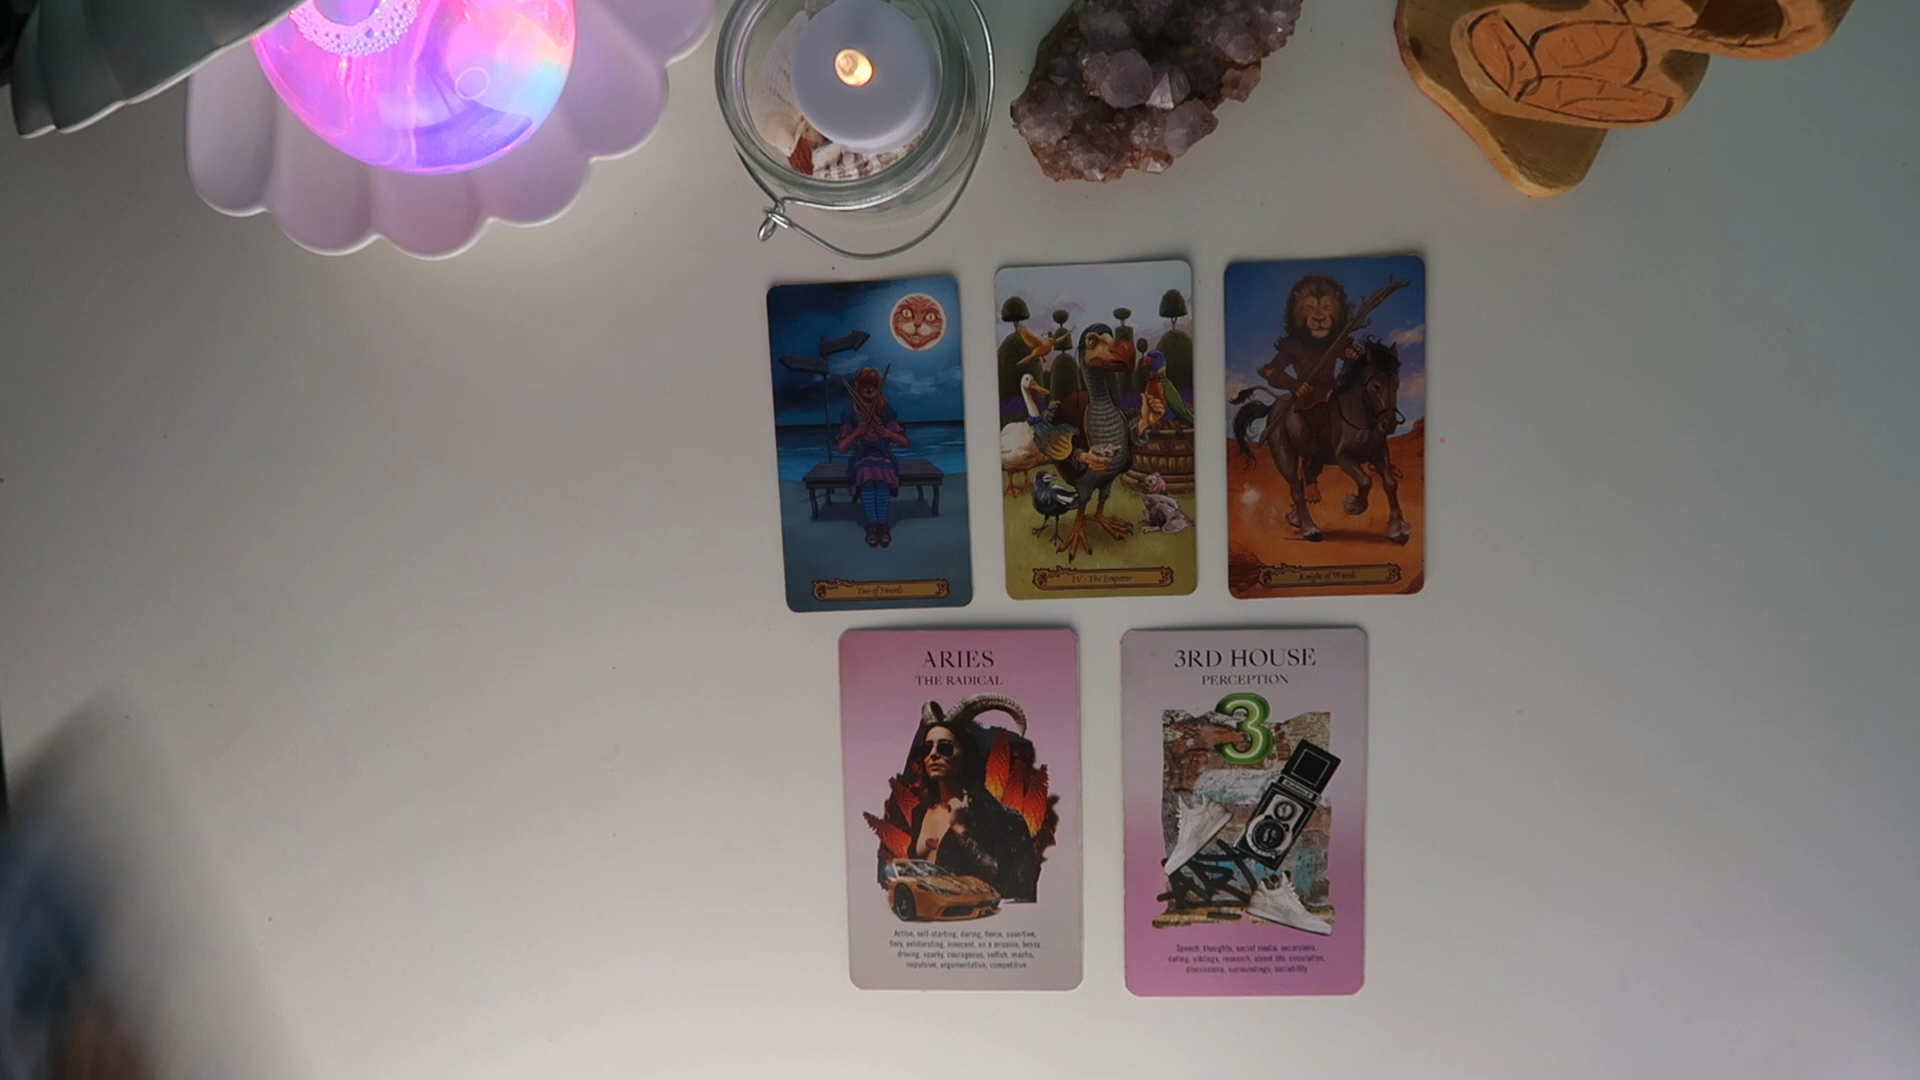 Two of Swords
IV - The Emperor
Knight of Wands
ARIES
THE RADICAL
Active, self-starting, daring, fierce, assertive,
fiery, exhilarating, innocent, on a mission, bossy,
driving, sparky, courageous, selfish, macho,
impulsive, argumentative, competitive
3RD HOUSE
PERCEPTION
3
ART
Speech, thoughts, social media, excursions,
eating, siblings, research, street life, circulation,
discussions, surroundings, sociability